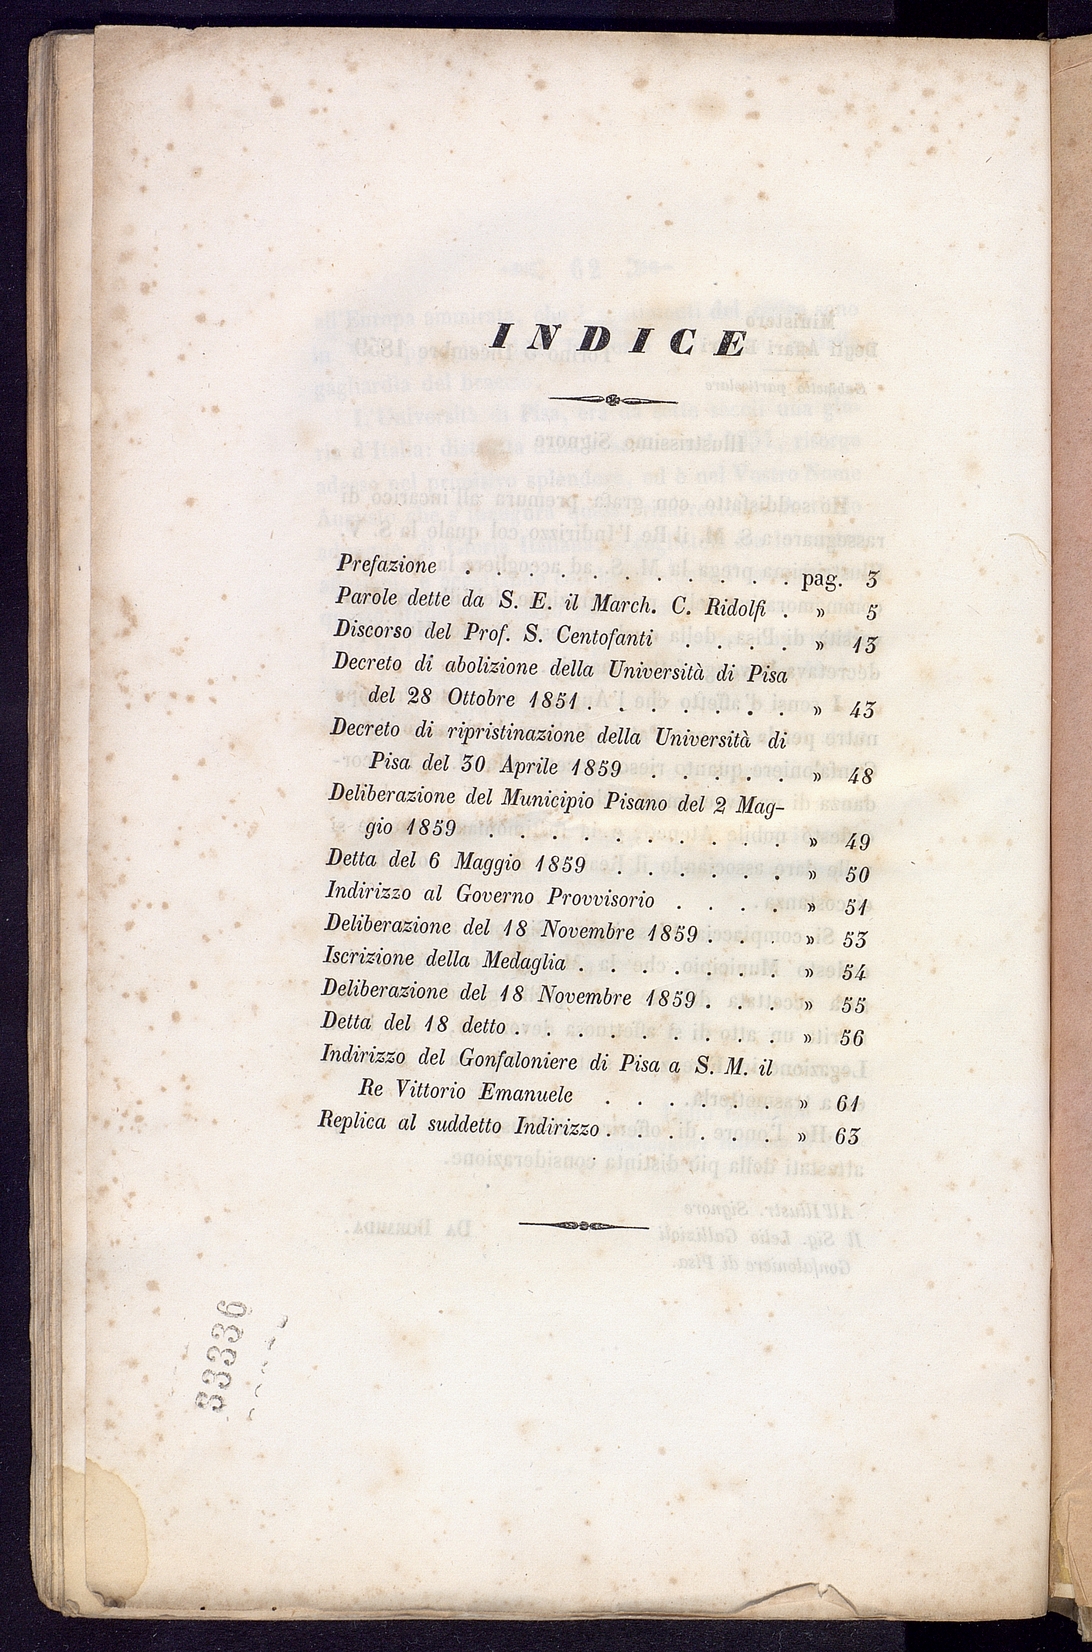 INDICE
Prefazione . . . . . . . . . . . pag. 3
Parole dette da S. E. il March. C. Ridolfi . » 5
Discorso del Prof. S. Centofanti . . . . » 13
Decreto di abolizione della Università di Pisa
del 28 Ottobre 1851 . . . . . . . . » 43
Decreto di ripristinazione della Università di
Pisa del 30 Aprile 1859 . . . . . . » 48
Deliberazione del Municipio Pisano del 2 Mag-
gio 1859 . . . . . . . . . . . » 49
Detta del 6 Maggio 1859 . . . . . . » 50
Indirizzo al Governo Provvisorio . . . . » 51
Deliberazione del 18 Novembre 1859 . . . » 53
Iscrizione della Medaglia . . . . . . . . » 54
Deliberazione del 18 Novembre 1859 . . . » 55
Detta del 18 detto . . . . . . . . . » 56
Indirizzo del Gonfaloniere di Pisa a S. M. il
Re Vittorio Emanuele . . . . . . » 61
Replica al suddetto Indirizzo . . . . . . » 63
33336